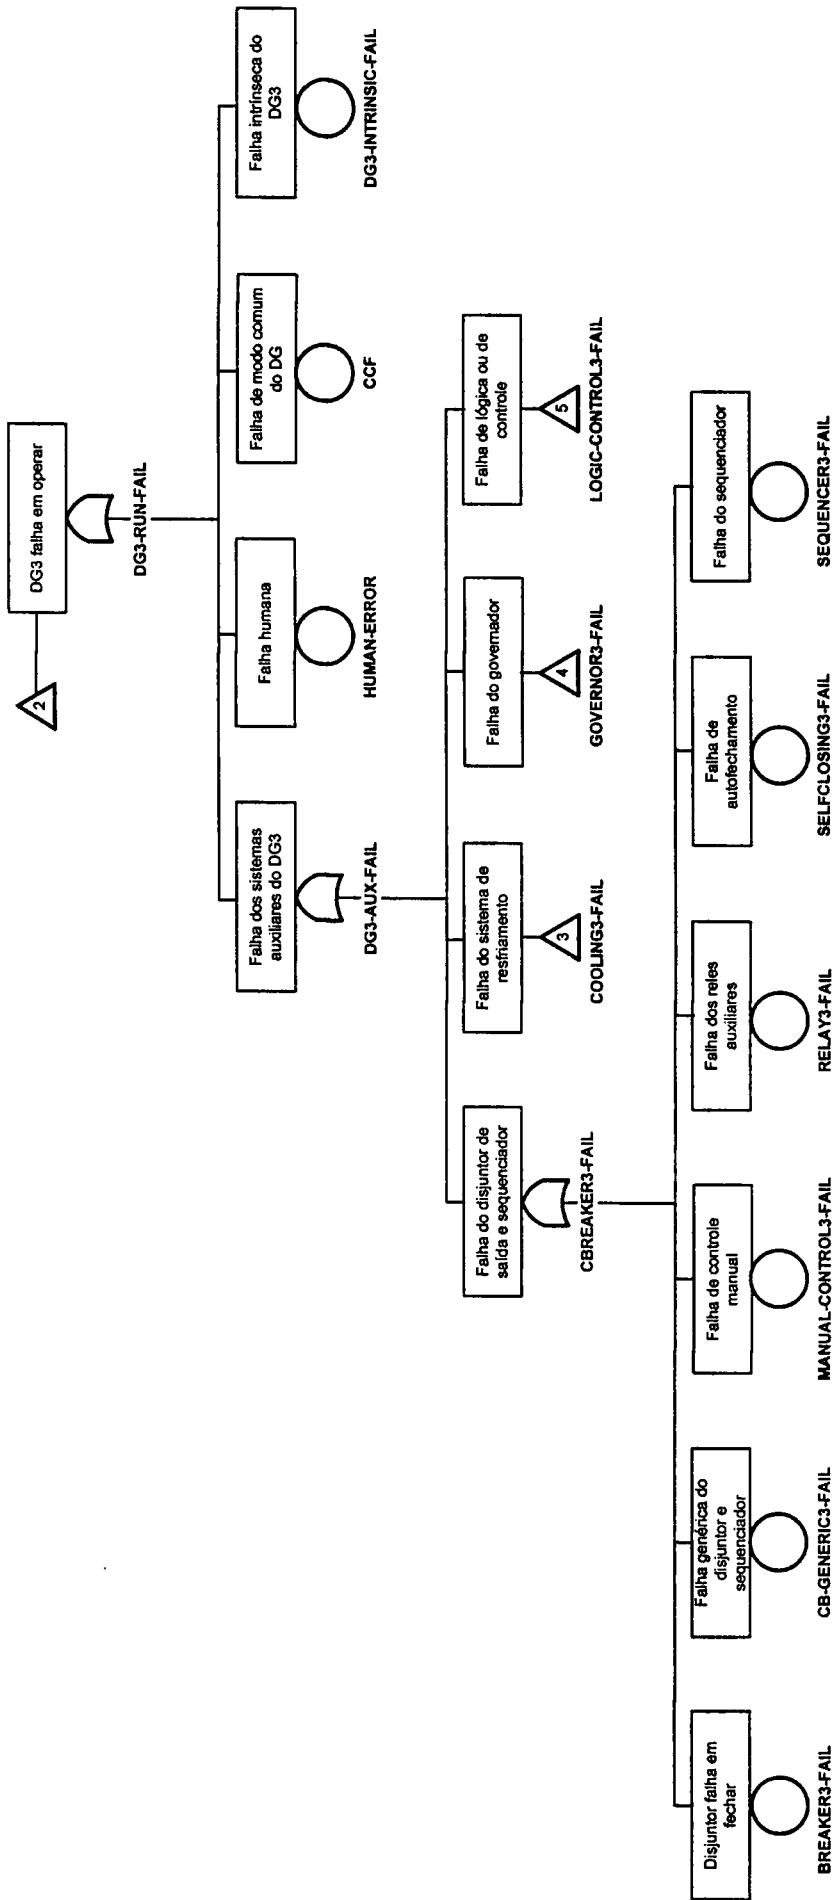 2
DG3 falha em operar
DG3-RUN-FAIL
Falha dos sistemas
auxiliares do DG3
DG3-AUX-FAIL
Falha humana
HUMAN-ERROR
Falha de modo comum
do DG
CCF
Falha intrínseca do
DG3
DG3-INTRINSIC-FAIL
Falha do disjuntor de
saída e sequenciador
CBREAKER3-FAIL
Falha do sistema de
resfriamento
3
COOLING3-FAIL
Falha do governador
4
GOVERNOR3-FAIL
Falha de lógica ou de
controle
5
LOGIC-CONTROL3-FAIL
Disjuntor falha em
fechar
BREAKER3-FAIL
Falha genérica do
disjuntor e
sequenciador
CB-GENERIC3-FAIL
Falha de controle
manual
MANUAL-CONTROL3-FAIL
Falha dos reles
auxiliares
RELAY3-FAIL
Falha de
autofechamento
SELFCLOSING3-FAIL
Falha do sequenciador
SEQUENCER3-FAIL